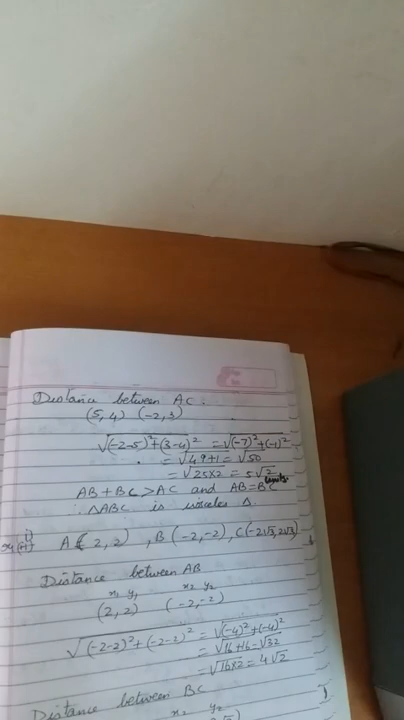 Distance between AC:
(5, 4) (-2, 3)
√(-2-5)²+(3-4)² = √(-7)²+(-1)²
= √49+1 = √50
= √25×2 = 5√2 units.
AB + BC > AC and AB = BC
∴ △ABC is isosceles △.
A (2, 2) , B (-2, -2), C (-2√3, 2√3)
Distance between AB
x₁ y₁ x₂ y₂
(2, 2) (-2, -2)
√(-2-2)²+(-2-2)² = √(-4)²+(-4)²
= √16+16 = √32
= √16×2 = 4√2
Distance between BC
x₂ y₂